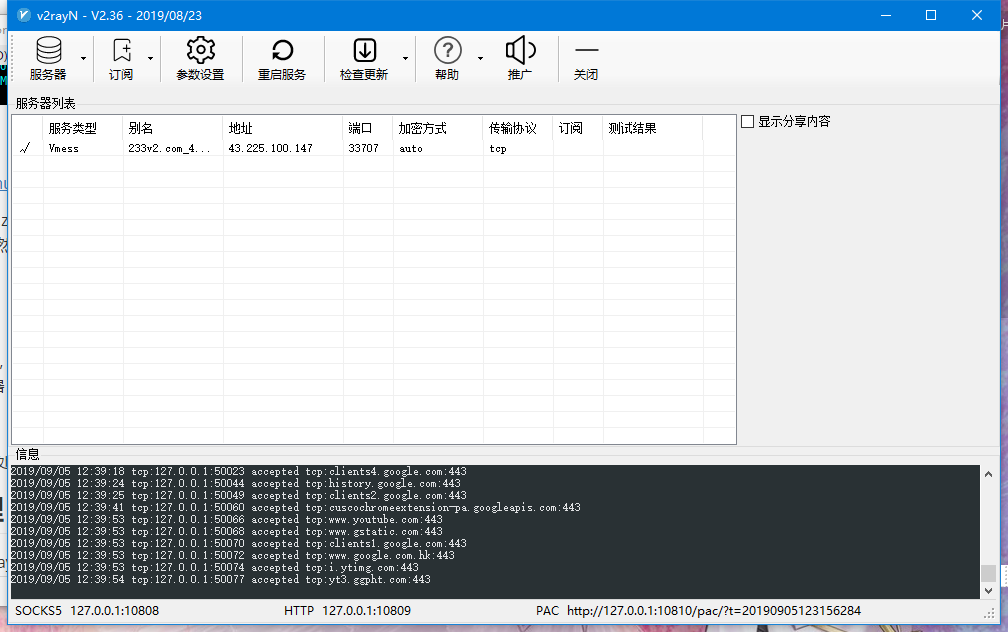 v2rayN - V2.36 - 2019/08/23
服务器 订阅 参数设置 重启服务 检查更新 帮助 推广 关闭
服务器列表
服务类型 别名 地址 端口 加密方式 传输协议 订阅 测试结果
√ Vmess 233v2.com_4... 43.225.100.147 33707 auto tcp
显示分享内容
信息
2019/09/05 12:39:18 tcp:127.0.0.1:50023 accepted tcp:clients4.google.com:443
2019/09/05 12:39:24 tcp:127.0.0.1:50044 accepted tcp:history.google.com:443
2019/09/05 12:39:25 tcp:127.0.0.1:50049 accepted tcp:clients2.google.com:443
2019/09/05 12:39:41 tcp:127.0.0.1:50060 accepted tcp:cuscochromeextension-pa.googleapis.com:443
2019/09/05 12:39:53 tcp:127.0.0.1:50066 accepted tcp:www.youtube.com:443
2019/09/05 12:39:53 tcp:127.0.0.1:50068 accepted tcp:www.gstatic.com:443
2019/09/05 12:39:53 tcp:127.0.0.1:50070 accepted tcp:clients1.google.com:443
2019/09/05 12:39:53 tcp:127.0.0.1:50072 accepted tcp:www.google.com.hk:443
2019/09/05 12:39:53 tcp:127.0.0.1:50074 accepted tcp:i.ytimg.com:443
2019/09/05 12:39:54 tcp:127.0.0.1:50077 accepted tcp:yt3.ggpht.com:443
SOCKS5 127.0.0.1:10808 HTTP 127.0.0.1:10809 PAC http://127.0.0.1:10810/pac/?t=20190905123156284